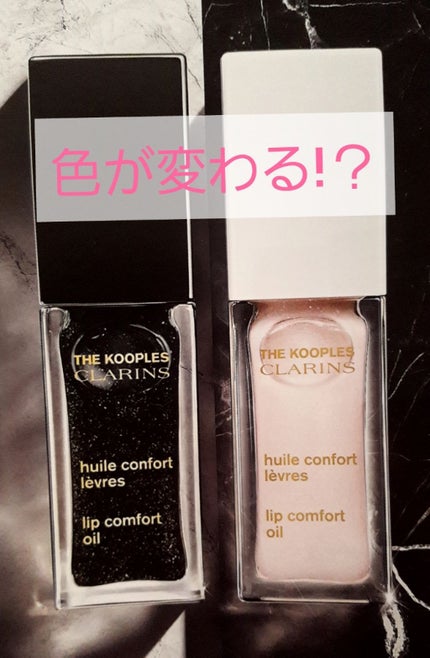 色が変わる!?
THE KOOPLES
CLARINS
huile confort
lèvres
lip comfort
oil
THE KOOPLES
CLARINS
huile confort
lèvres
lip comfort
oil